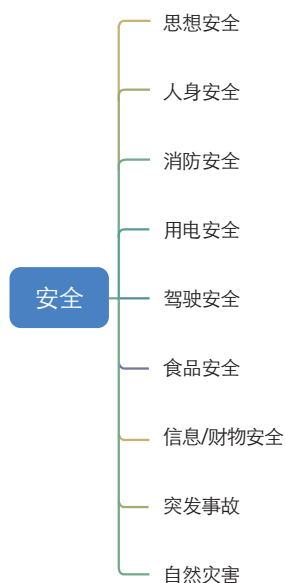 安全
思想安全
人身安全
消防安全
用电安全
驾驶安全
食品安全
信息/财物安全
突发事故
自然灾害